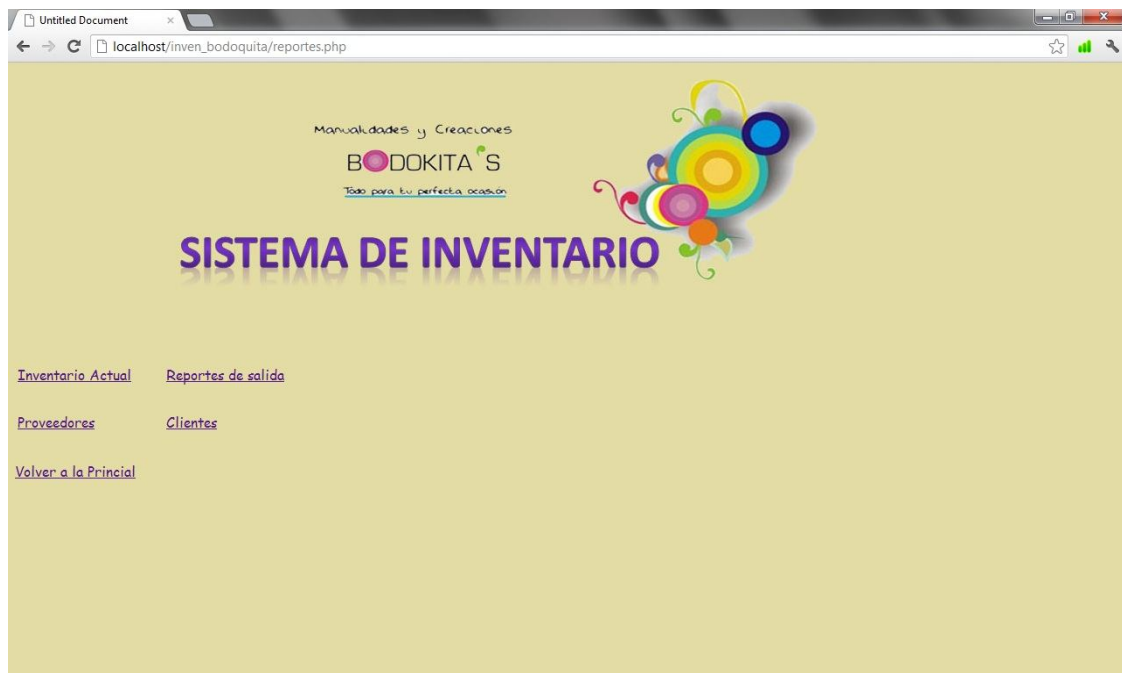 Untitled Document
localhost/inven_bodoquita/reportes.php
Manualidades y Creaciones
BODOKITA'S
Todo para tu perfecta ocasión
SISTEMA DE INVENTARIO
Inventario Actual Reportes de salida
Proveedores Clientes
Volver a la Princial